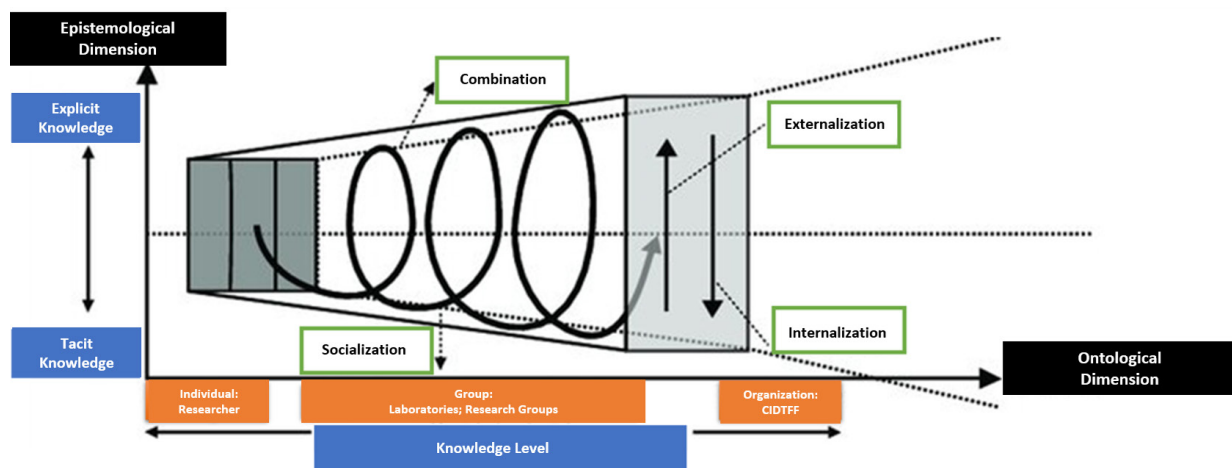 Epistemological
Dimension
Combination
Explicit
Knowledge
Externalization
Tacit
Knowledge
Socialization
Internalization
Ontological
Dimension
Individual:
Researcher
Group:
Laboratories; Research Groups
Organization:
CIDTFF
Knowledge Level